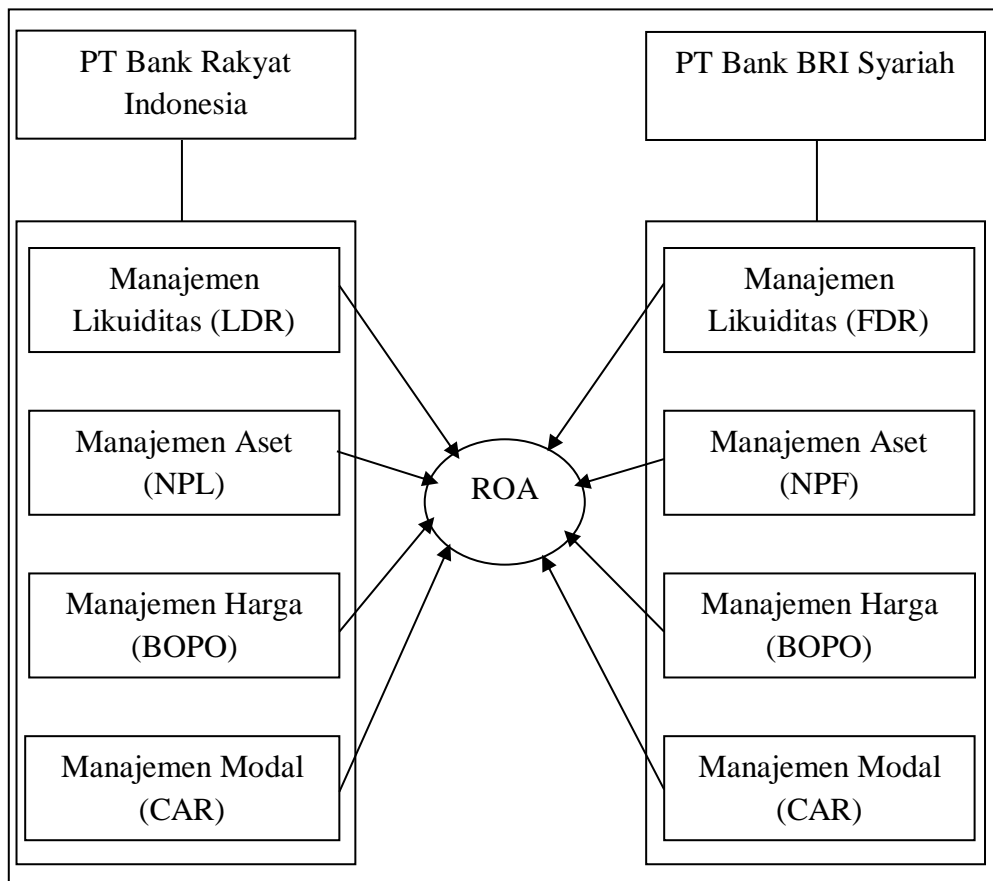 PT Bank Rakyat
Indonesia
PT Bank BRI Syariah
Manajemen
Likuiditas (LDR)
Manajemen Aset
(NPL)
Manajemen Harga
(BOPO)
Manajemen Modal
(CAR)
ROA
Manajemen
Likuiditas (FDR)
Manajemen Aset
(NPF)
Manajemen Harga
(BOPO)
Manajemen Modal
(CAR)